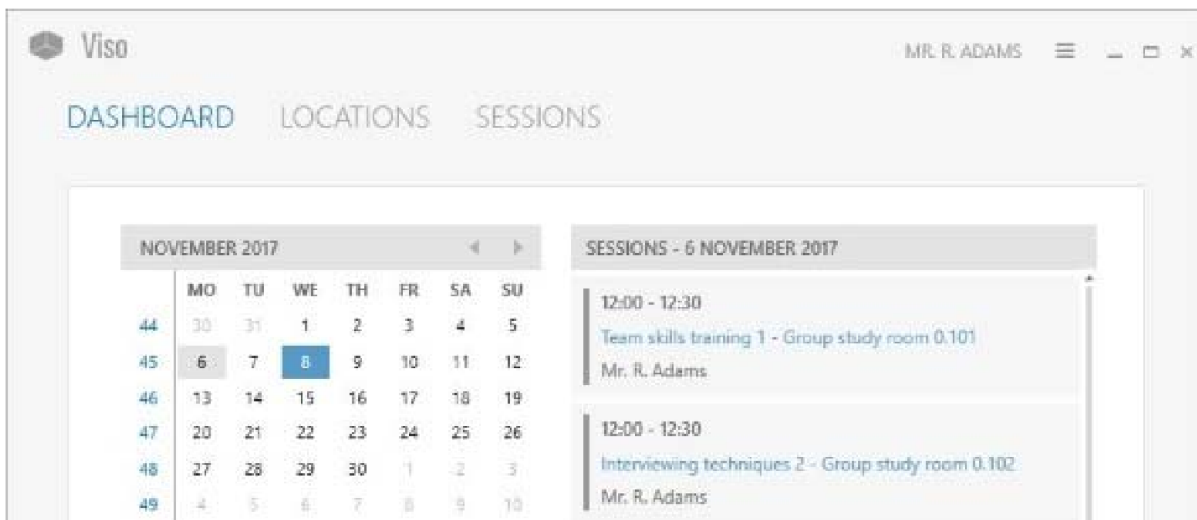 Viso
MR. R. ADAMS
DASHBOARD LOCATIONS SESSIONS
NOVEMBER 2017
MO TU WE TH FR SA SU
44 30 31 1 2 3 4 5
45 6 7 8 9 10 11 12
46 13 14 15 16 17 18 19
47 20 21 22 23 24 25 26
48 27 28 29 30 1 2 3
49 4 5 6 7 8 9 10
SESSIONS - 6 NOVEMBER 2017
12:00 - 12:30
Team skills training 1 - Group study room 0.101
Mr. R. Adams
12:00 - 12:30
Interviewing techniques 2 - Group study room 0.102
Mr. R. Adams